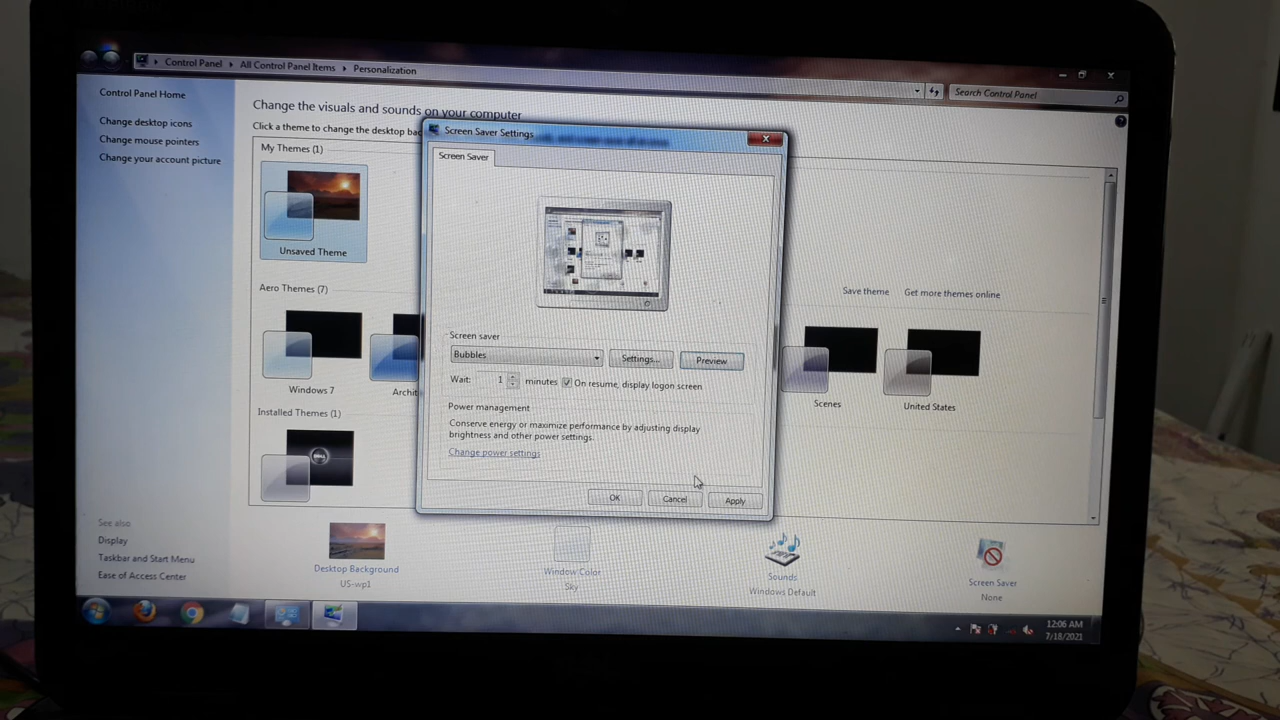 Control Panel All Control Panel Items Personalization
Search Control Panel
Control Panel Home
Change desktop icons
Change mouse pointers
Change your account picture
Change the visuals and sounds on your computer
Click a theme to change the desktop
My Themes (1)
Unsaved Theme
Aero Themes (7)
Save theme
Get more themes online
Windows 7
Archit
Scenes
United States
Installed Themes (1)
DELL
Screen Saver Settings
Screen Saver
Screen saver
Bubbles
Settings...
Preview
Wait: 1 minutes On resume, display logon screen
Power management
Conserve energy or maximize performance by adjusting display
brightness and other power settings.
Change power settings
OK
Cancel
Apply
See also
Display
Taskbar and Start Menu
Ease of Access Center
Desktop Background
US-wp1
Window Color
Sky
Sounds
Windows Default
Screen Saver
None
12:06 AM
7/18/2021